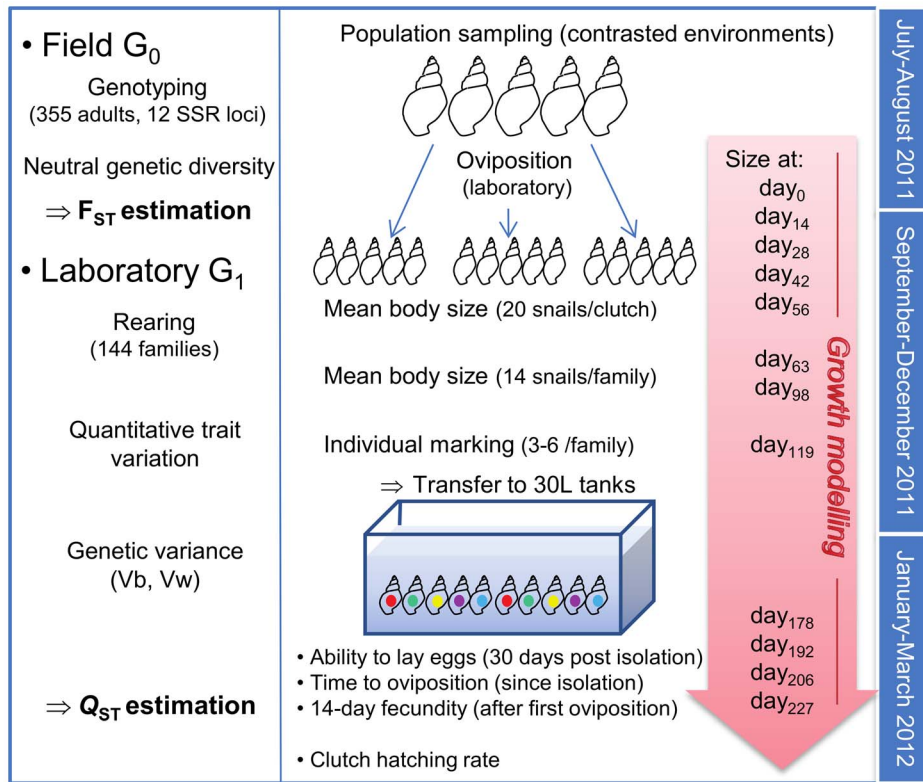 • Field G₀
Genotyping
(355 adults, 12 SSR loci)
Neutral genetic diversity
⇒ F_ST estimation
• Laboratory G₁
Rearing
(144 families)
Quantitative trait
variation
Genetic variance
(Vb, Vw)
⇒ Q_ST estimation
Population sampling (contrasted environments)
Oviposition
(laboratory)
Mean body size (20 snails/clutch)
Mean body size (14 snails/family)
Individual marking (3-6 /family)
⇒ Transfer to 30L tanks
• Ability to lay eggs (30 days post isolation)
• Time to oviposition (since isolation)
• 14-day fecundity (after first oviposition)
• Clutch hatching rate
Size at:
day₀
day₁₄
day₂₈
day₄₂
day₅₆
day₆₃
day₉₈
day₁₁₉
day₁₇₈
day₁₉₂
day₂₀₆
day₂₂₇
Growth modelling
July-August 2011
September-December 2011
January-March 2012